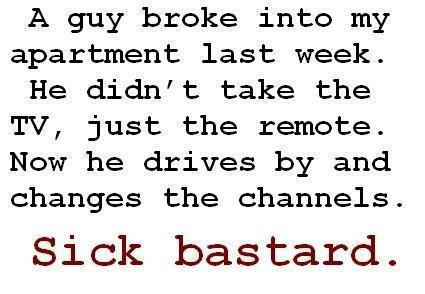 A guy broke into my
apartment last week.
He didn't take the
TV, just the remote.
Now he drives by and
changes the channels.
Sick bastard.